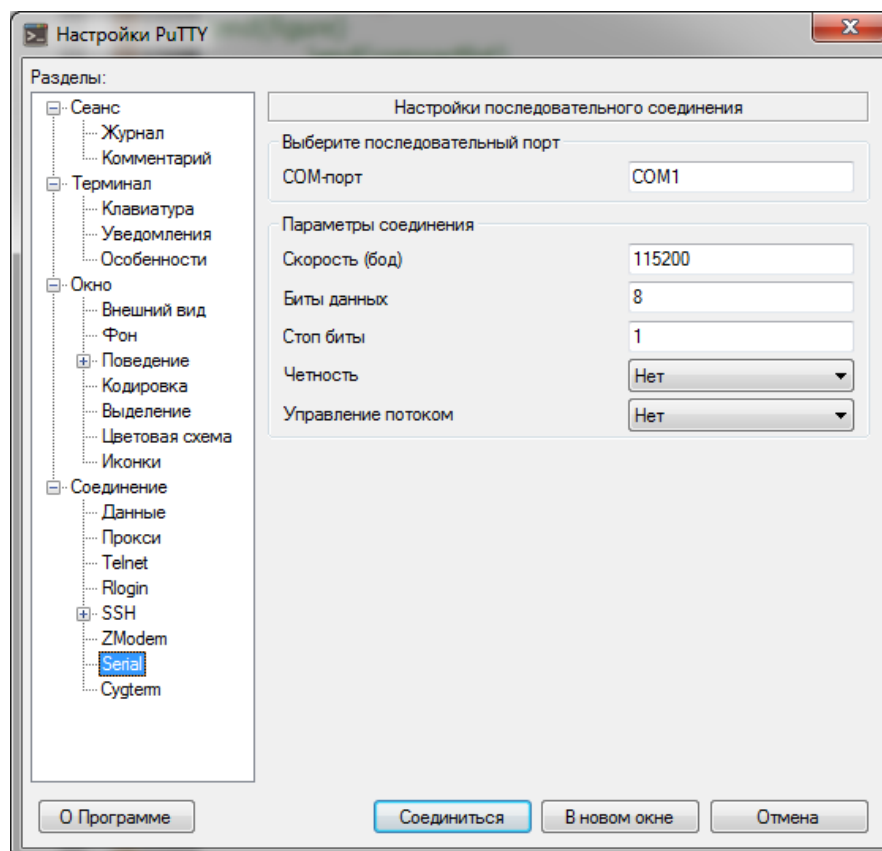 Настройки PuTTY
Разделы:
Сеанс
Журнал
Комментарий
Терминал
Клавиатура
Уведомления
Особенности
Окно
Внешний вид
Фон
Поведение
Кодировка
Выделение
Цветовая схема
Иконки
Соединение
Данные
Прокси
Telnet
Rlogin
SSH
ZModem
Serial
Cygterm
Настройки последовательного соединения
Выберите последовательный порт
COM-порт COM1
Параметры соединения
Скорость (бод) 115200
Биты данных 8
Стоп биты 1
Четность Нет
Управление потоком Нет
О Программе Соединиться В новом окне Отмена